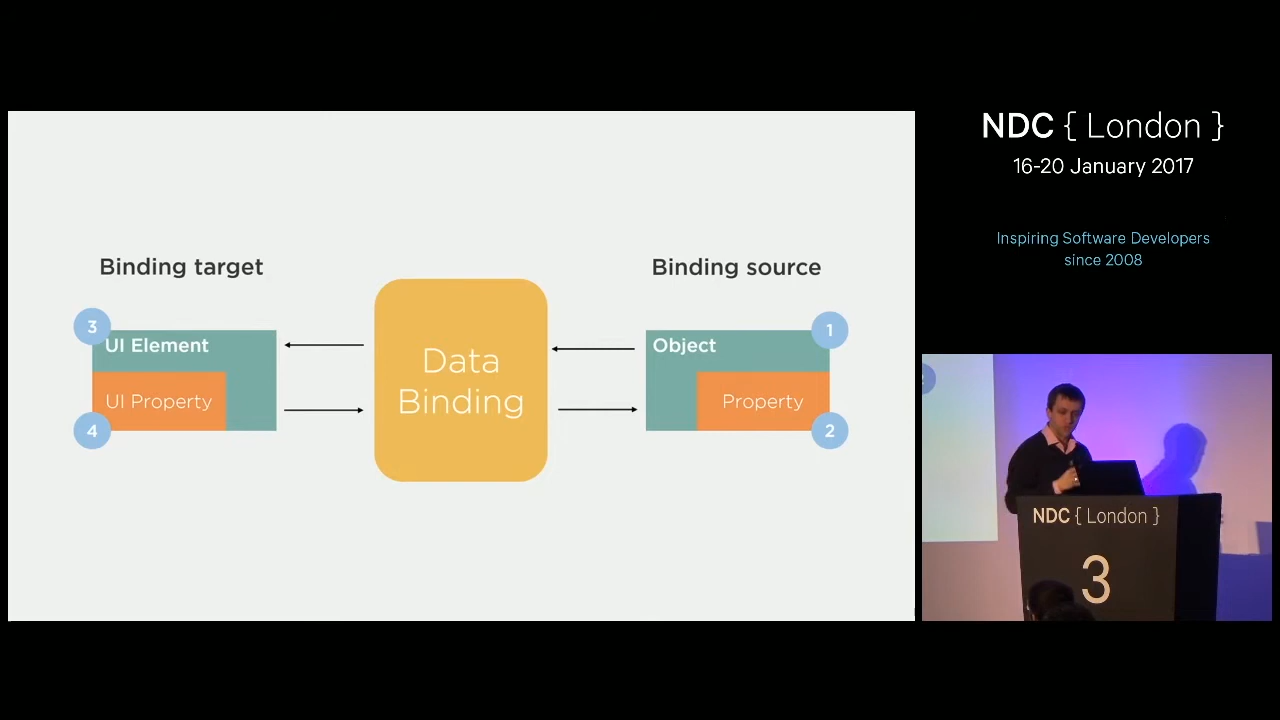 Binding target
Binding source
3
UI Element
UI Property
4
Data
Binding
Object
1
Property
2
NDC { London }
16-20 January 2017
Inspiring Software Developers
since 2008
NDC { London }
3